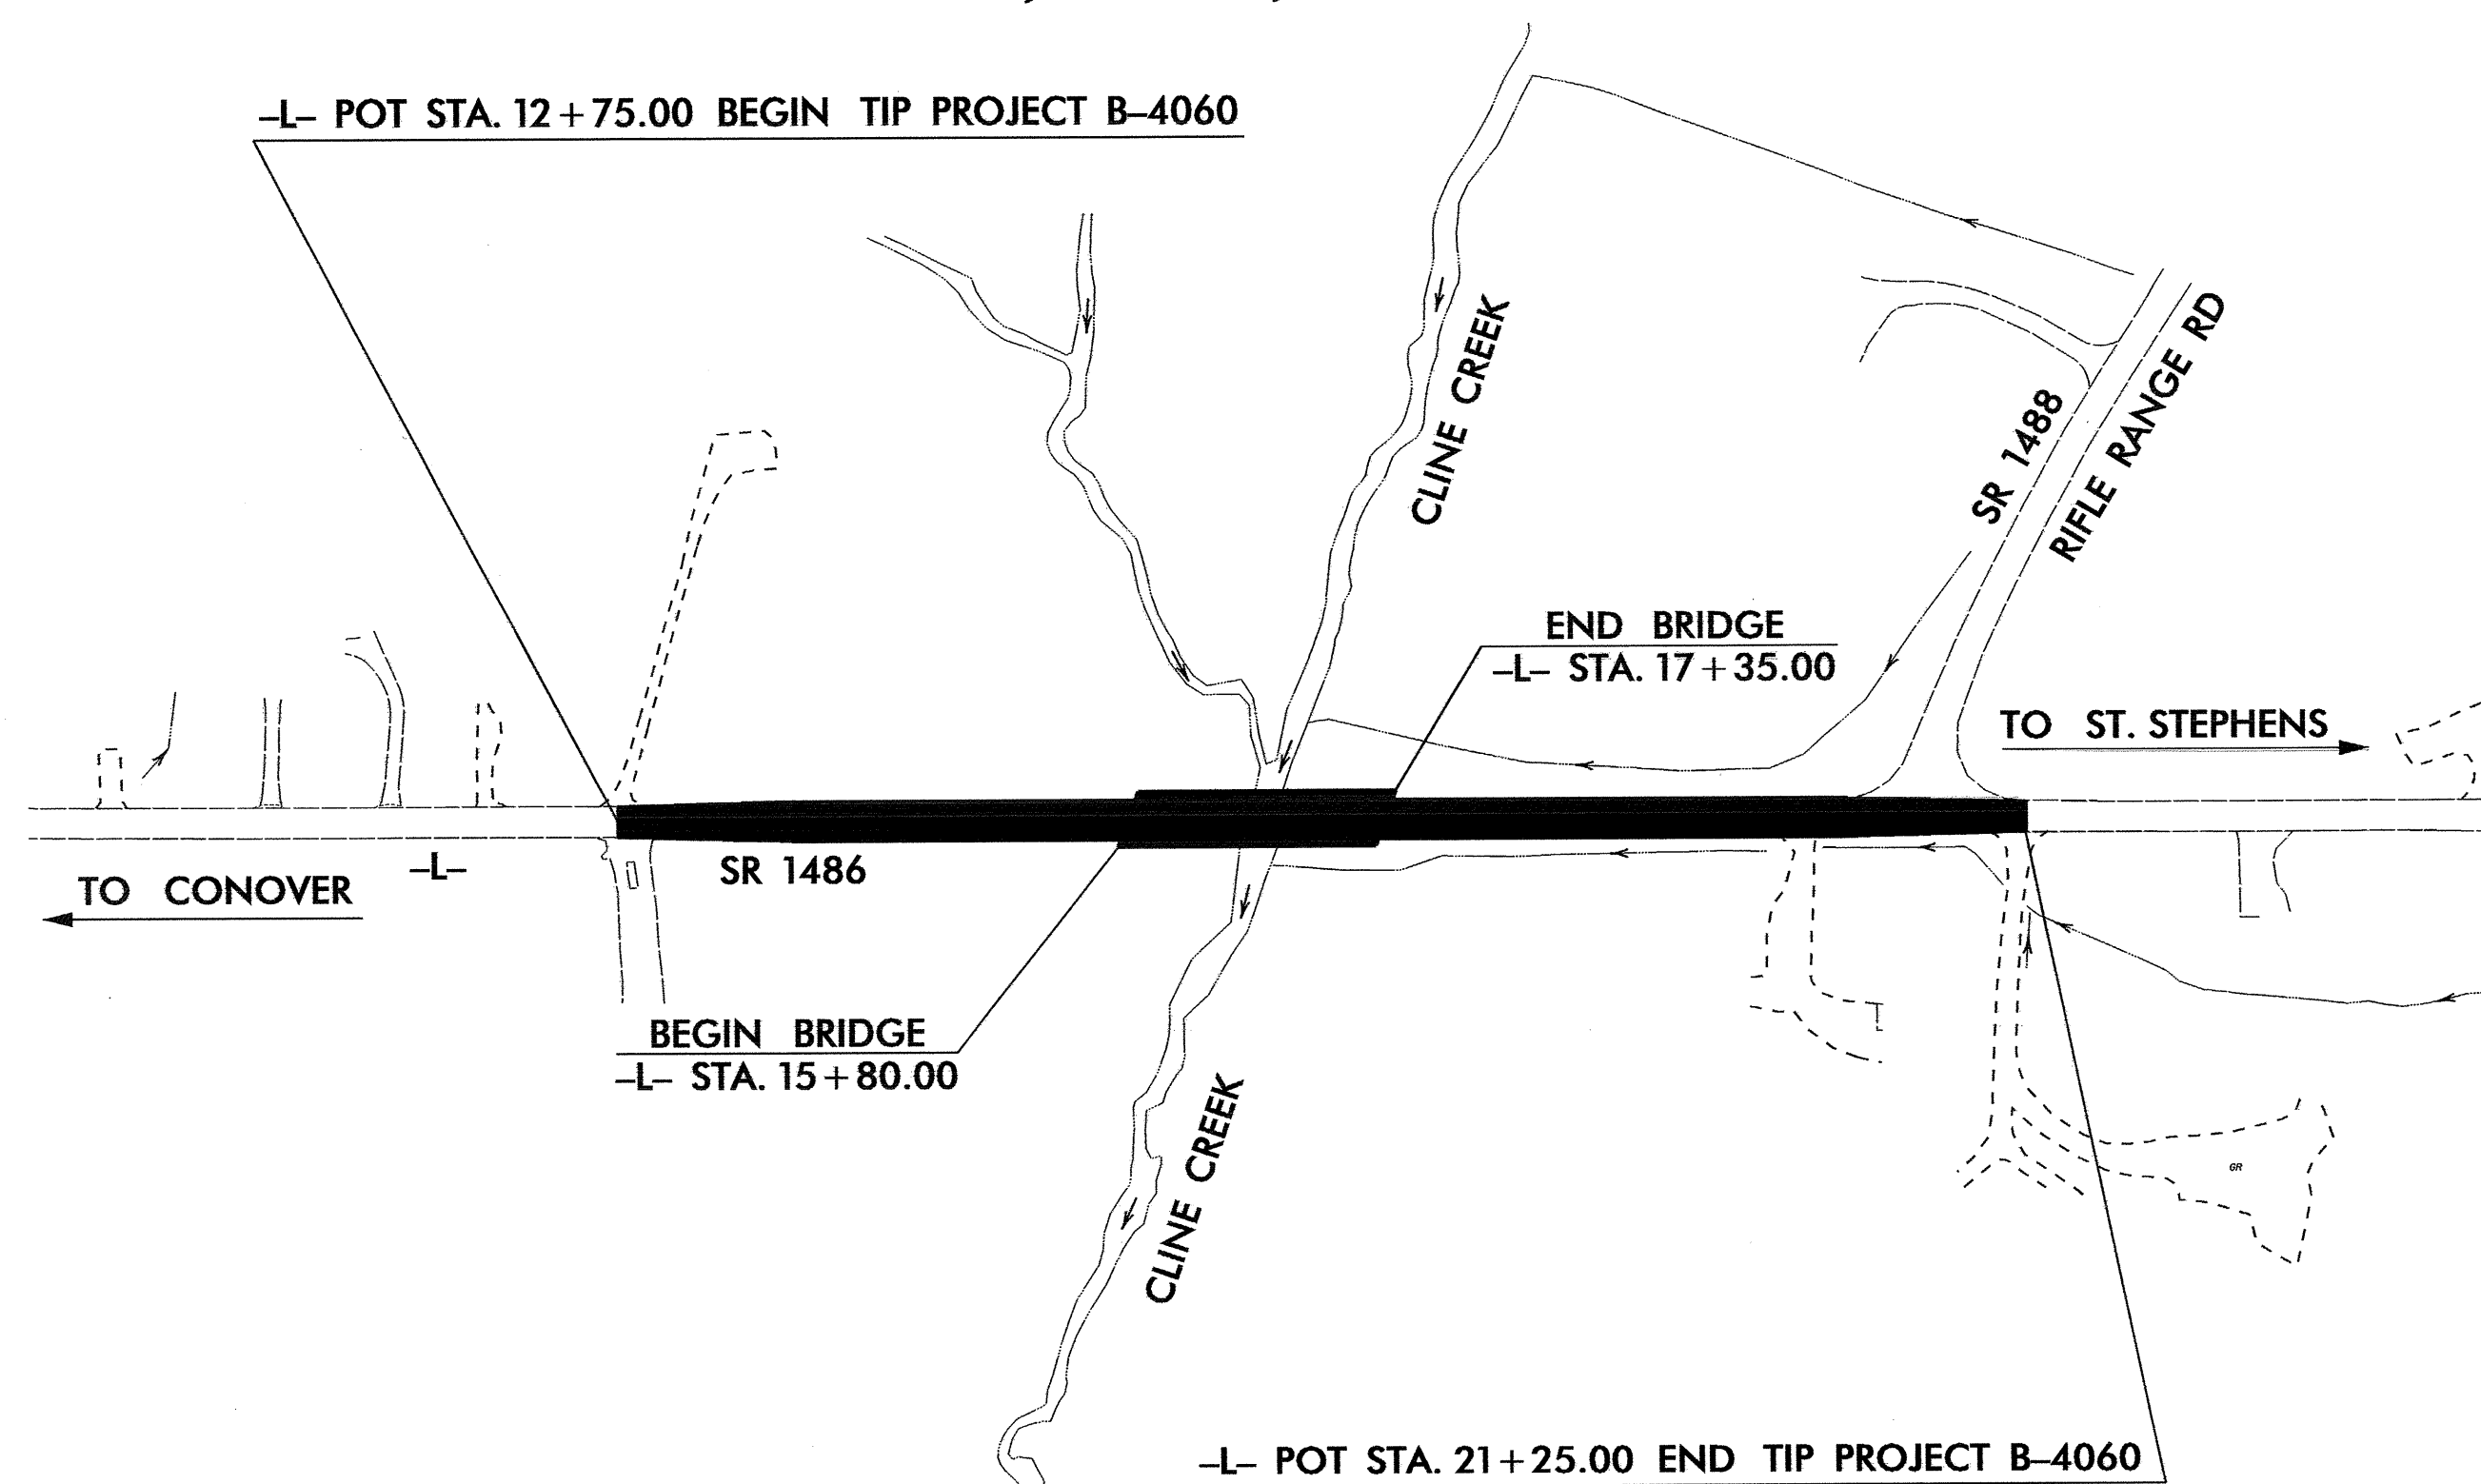 –L– POT STA. 12+75.00 BEGIN TIP PROJECT B–4060
CLINE CREEK
SR 1488
RIFLE RANGE RD
END BRIDGE
–L– STA. 17+35.00
TO ST. STEPHENS
–L–
SR 1486
TO CONOVER
BEGIN BRIDGE
–L– STA. 15+80.00
CLINE CREEK
GR
–L– POT STA. 21+25.00 END TIP PROJECT B–4060